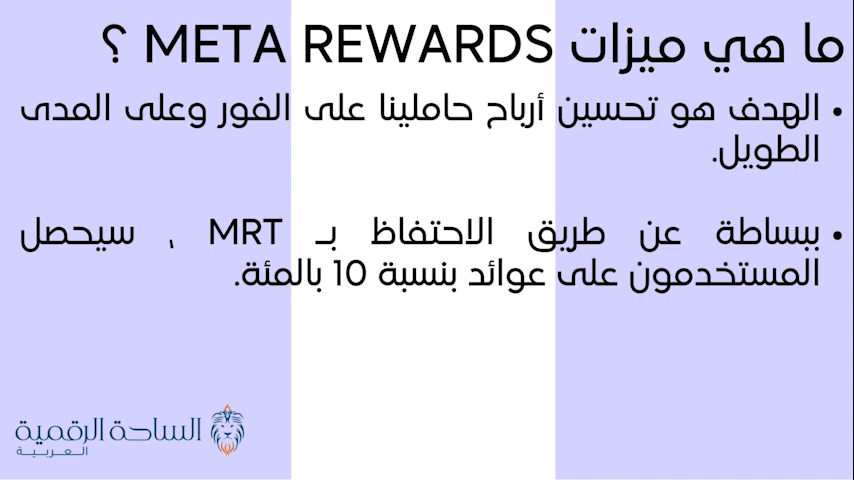 ما هي ميزات META REWARDS ؟
• الهدف هو تحسين أرباح حاملينا على الفور وعلى المدى
الطويل.
• ببساطة عن طريق الاحتفاظ بـ MRT ، سيحصل
المستخدمون على عوائد بنسبة 10 بالمئة.
الساحة الرقمية
العـربـيـة